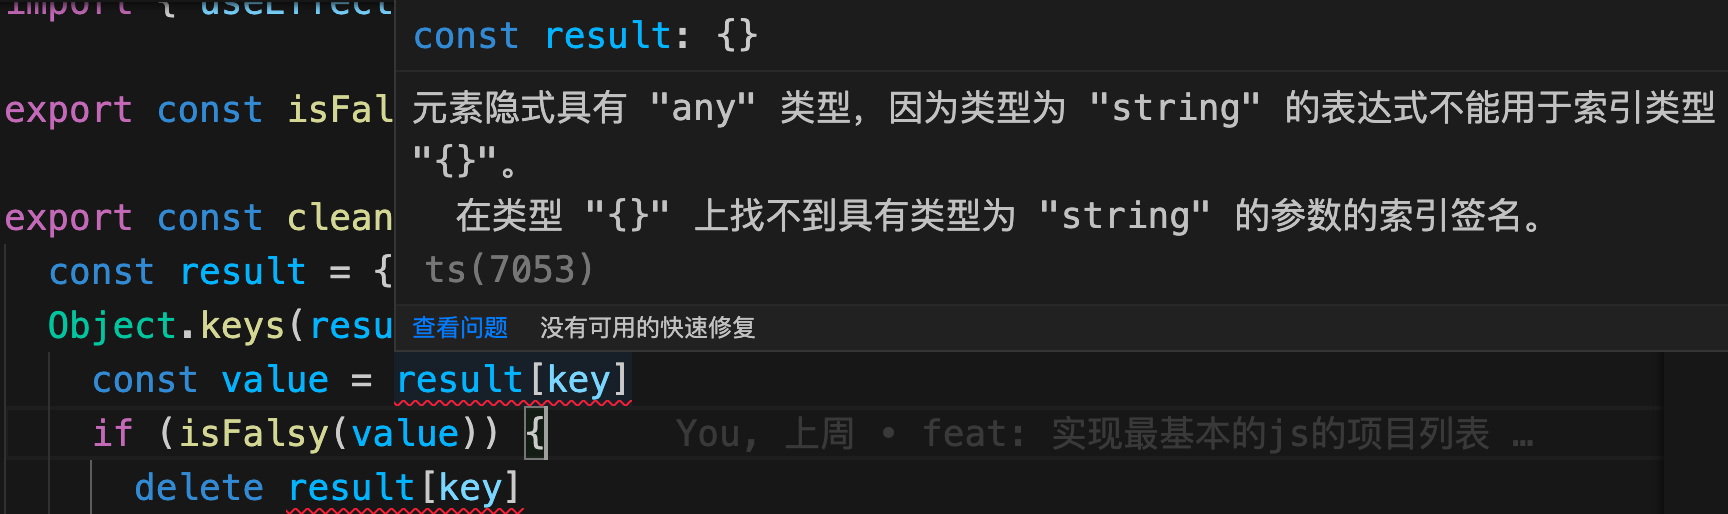 import { useEffect
const result: {}
元素隐式具有 "any" 类型，因为类型为 "string" 的表达式不能用于索引类型
"{}"。
在类型 "{}" 上找不到具有类型为 "string" 的参数的索引签名。
ts(7053)
查看问题 没有可用的快速修复
export const isFal
export const clean
const result = {
Object.keys(resu
const value = result[key]
if (isFalsy(value)) { You, 上周 • feat: 实现最基本的js的项目列表 …
delete result[key]